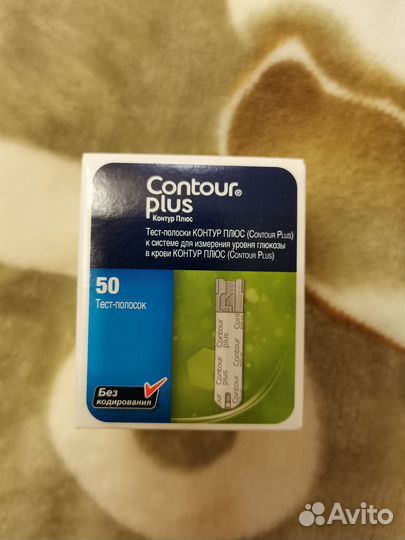 Contour®
plus
Контур Плюс
Тест-полоски КОНТУР ПЛЮС (CONTOUR PLUS)
к системе для измерения уровня глюкозы
в крови КОНТУР ПЛЮС (CONTOUR PLUS)
50
Тест-полосок
Contour
plus
Contour
plus
Без
кодирования
Avito